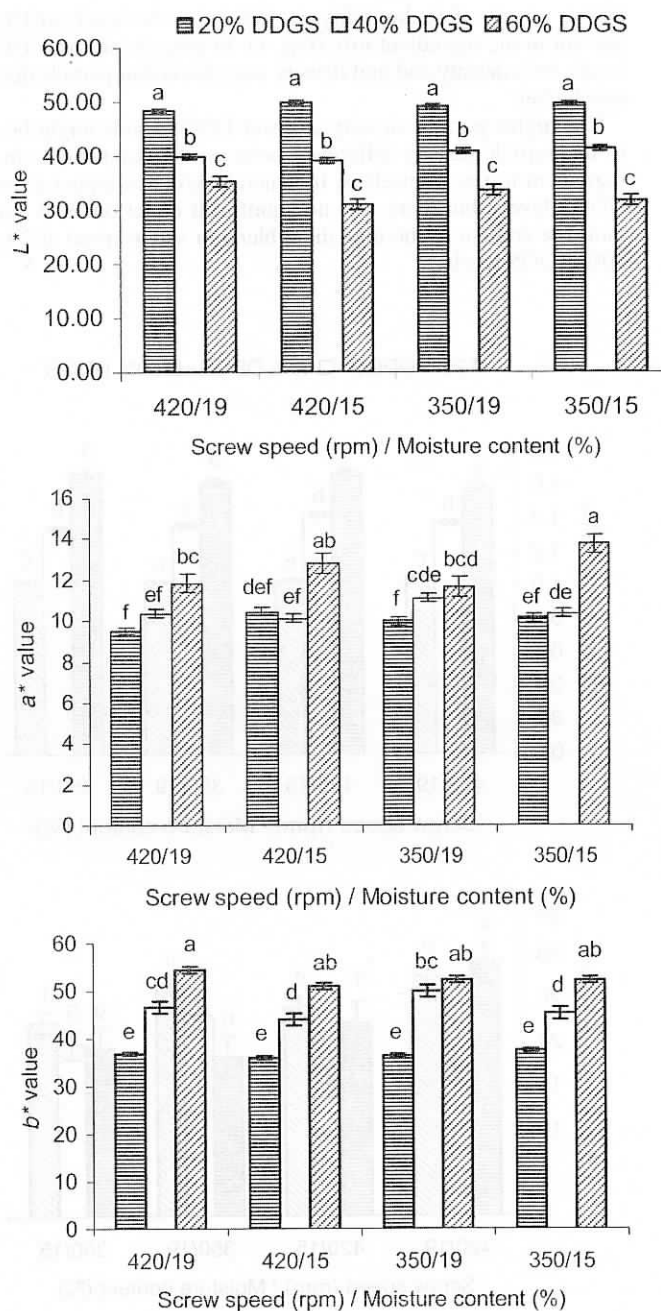 20% DDGS 40% DDGS 60% DDGS
60.00
50.00
40.00
30.00
20.00
10.00
0.00
L* value
a b c a b c a b c a b c
420/19 420/15 350/19 350/15
Screw speed (rpm) / Moisture content (%)
16
14
12
10
8
6
4
2
0
a* value
f ef bc def ef ab f cde bcd ef de a
420/19 420/15 350/19 350/15
Screw speed (rpm) / Moisture content (%)
60
50
40
30
20
10
0
b* value
e cd a e d ab e bc ab e d ab
420/19 420/15 350/19 350/15
Screw speed (rpm) / Moisture content (%)